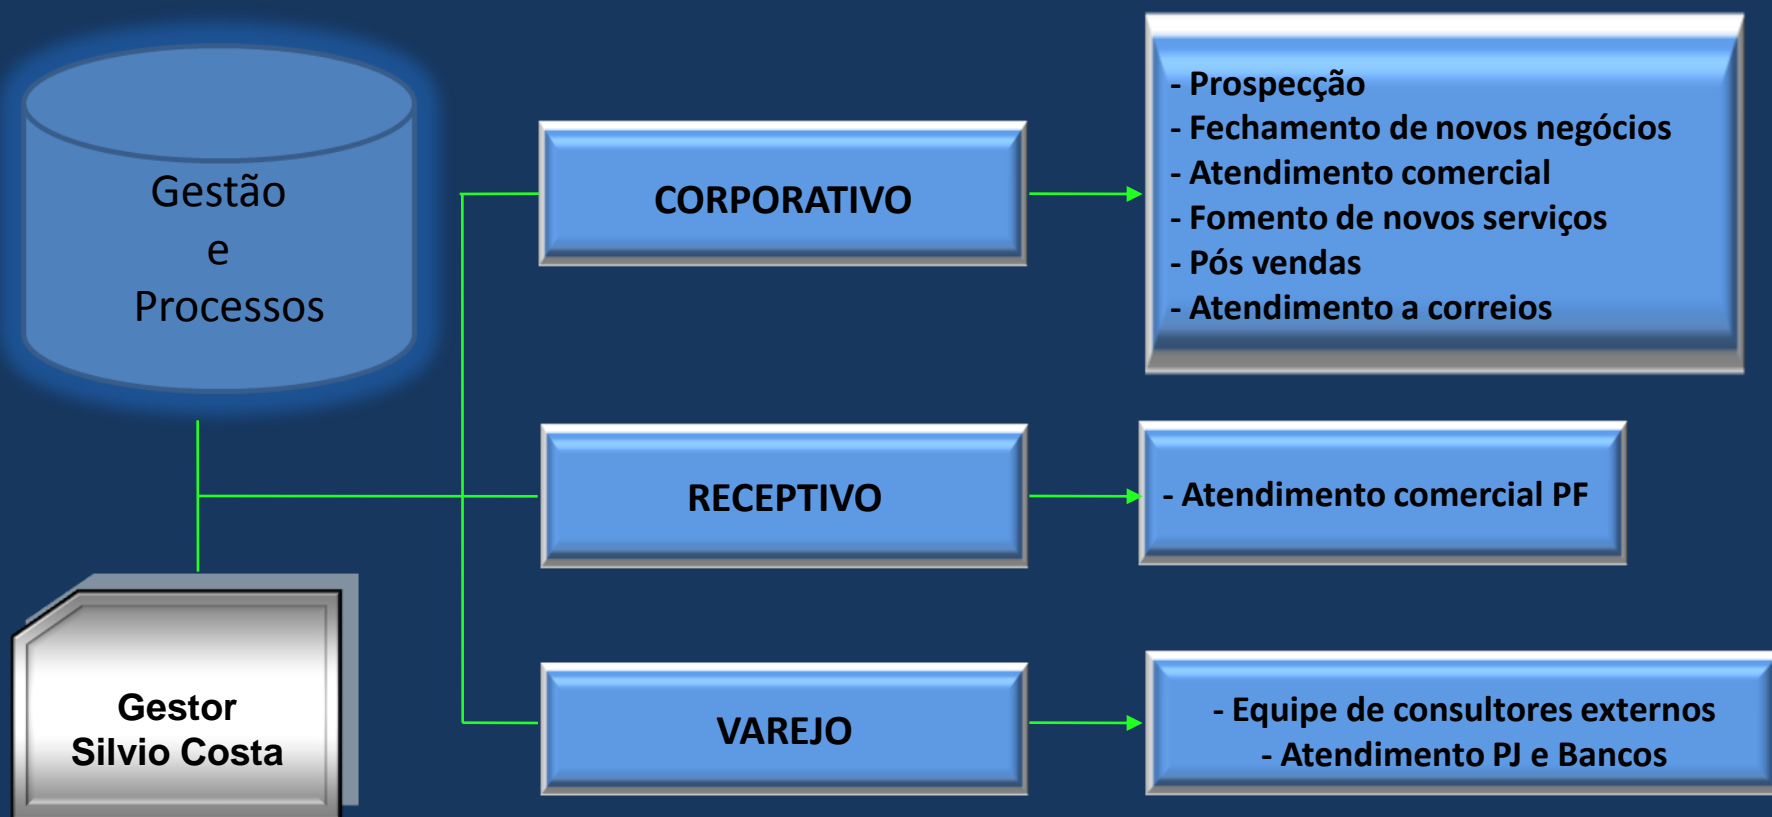 Gestão
e
Processos
Gestor
Silvio Costa
CORPORATIVO
- Prospecção
- Fechamento de novos negócios
- Atendimento comercial
- Fomento de novos serviços
- Pós vendas
- Atendimento a correios
RECEPTIVO
- Atendimento comercial PF
VAREJO
- Equipe de consultores externos
- Atendimento PJ e Bancos